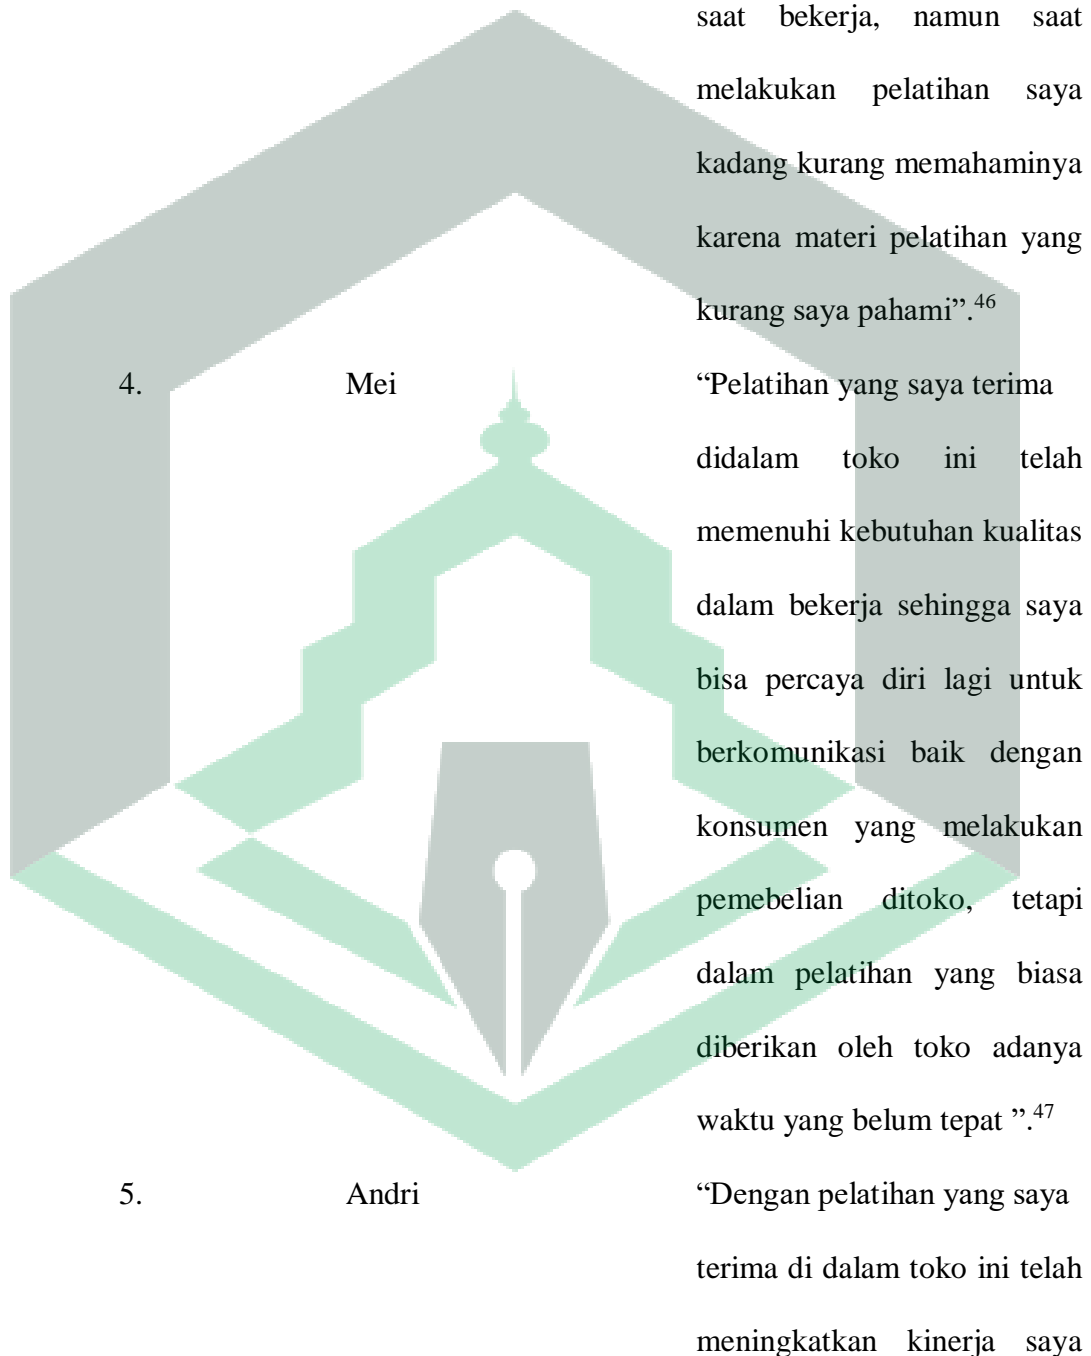 saat bekerja, namun saat
melakukan pelatihan saya
kadang kurang memahaminya
karena materi pelatihan yang
kurang saya pahami”.46
4. Mei “Pelatihan yang saya terima
didalam toko ini telah
memenuhi kebutuhan kualitas
dalam bekerja sehingga saya
bisa percaya diri lagi untuk
berkomunikasi baik dengan
konsumen yang melakukan
pemebelian ditoko, tetapi
dalam pelatihan yang biasa
diberikan oleh toko adanya
waktu yang belum tepat ”.47
5. Andri “Dengan pelatihan yang saya
terima di dalam toko ini telah
meningkatkan kinerja saya